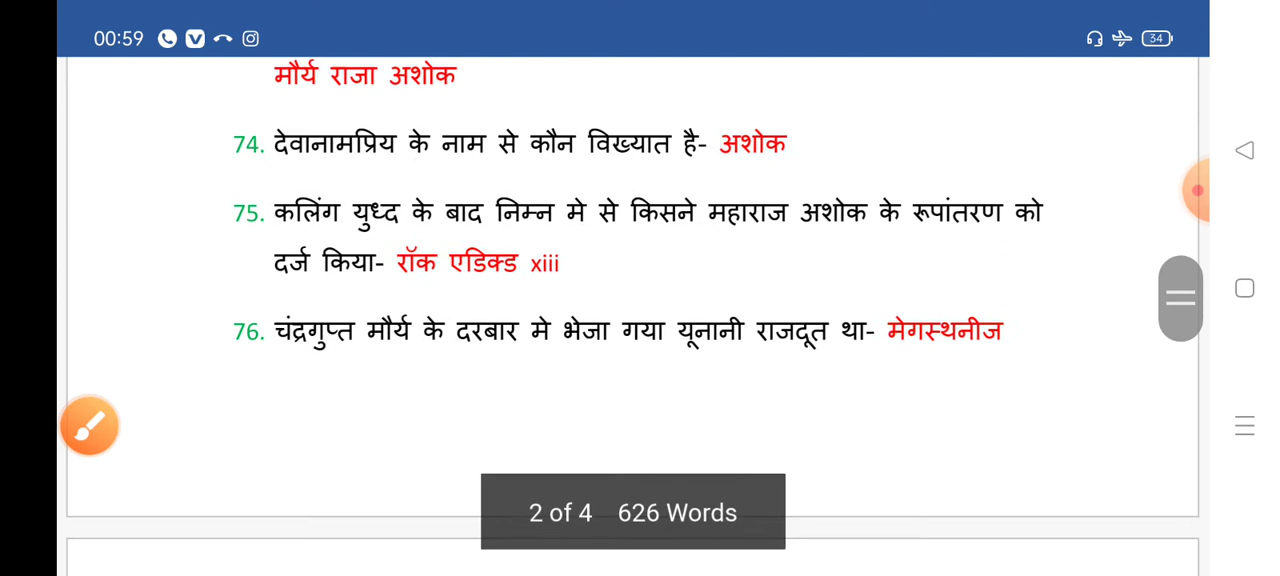 00:59
34
मौर्य राजा अशोक
74. देवानामप्रिय के नाम से कौन विख्यात है- अशोक
75. कलिंग युध्द के बाद निम्न मे से किसने महाराज अशोक के रूपांतरण को
दर्ज किया- रॉक एडिक्ड xiii
76. चंद्रगुप्त मौर्य के दरबार मे भेजा गया यूनानी राजदूत था- मेगस्थनीज
2 of 4 626 Words